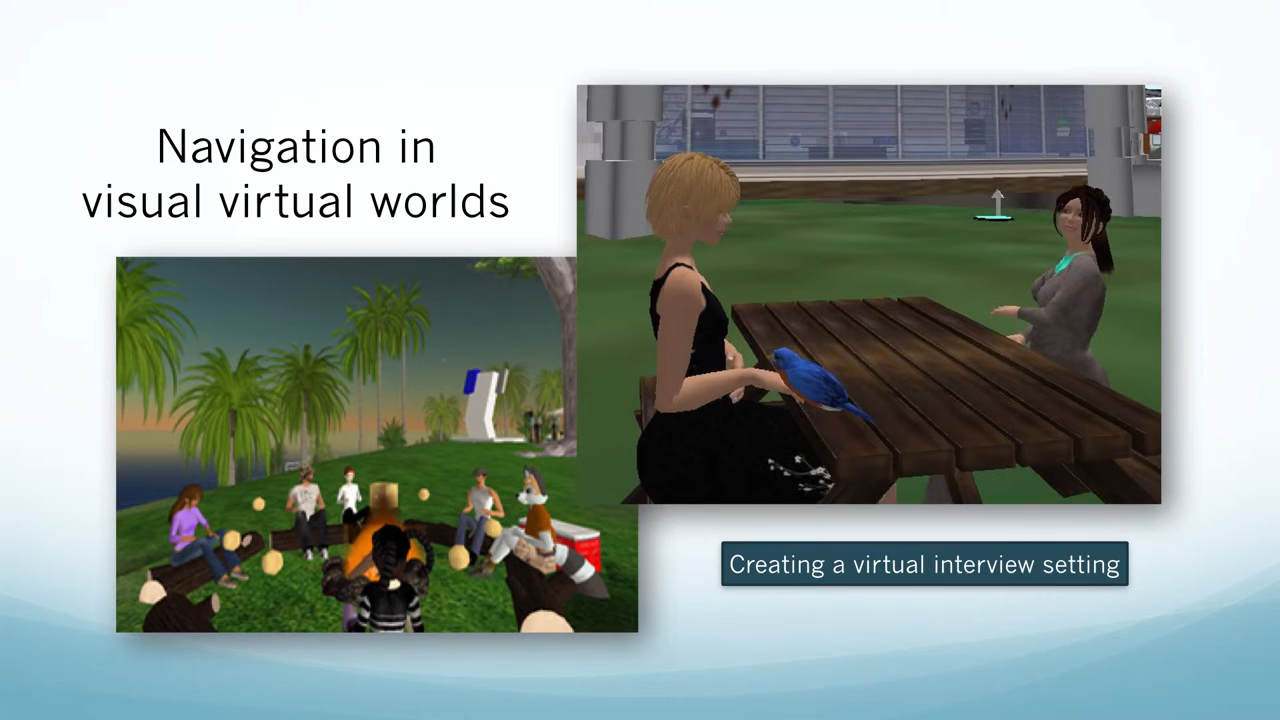 Navigation in
visual virtual worlds
Creating a virtual interview setting